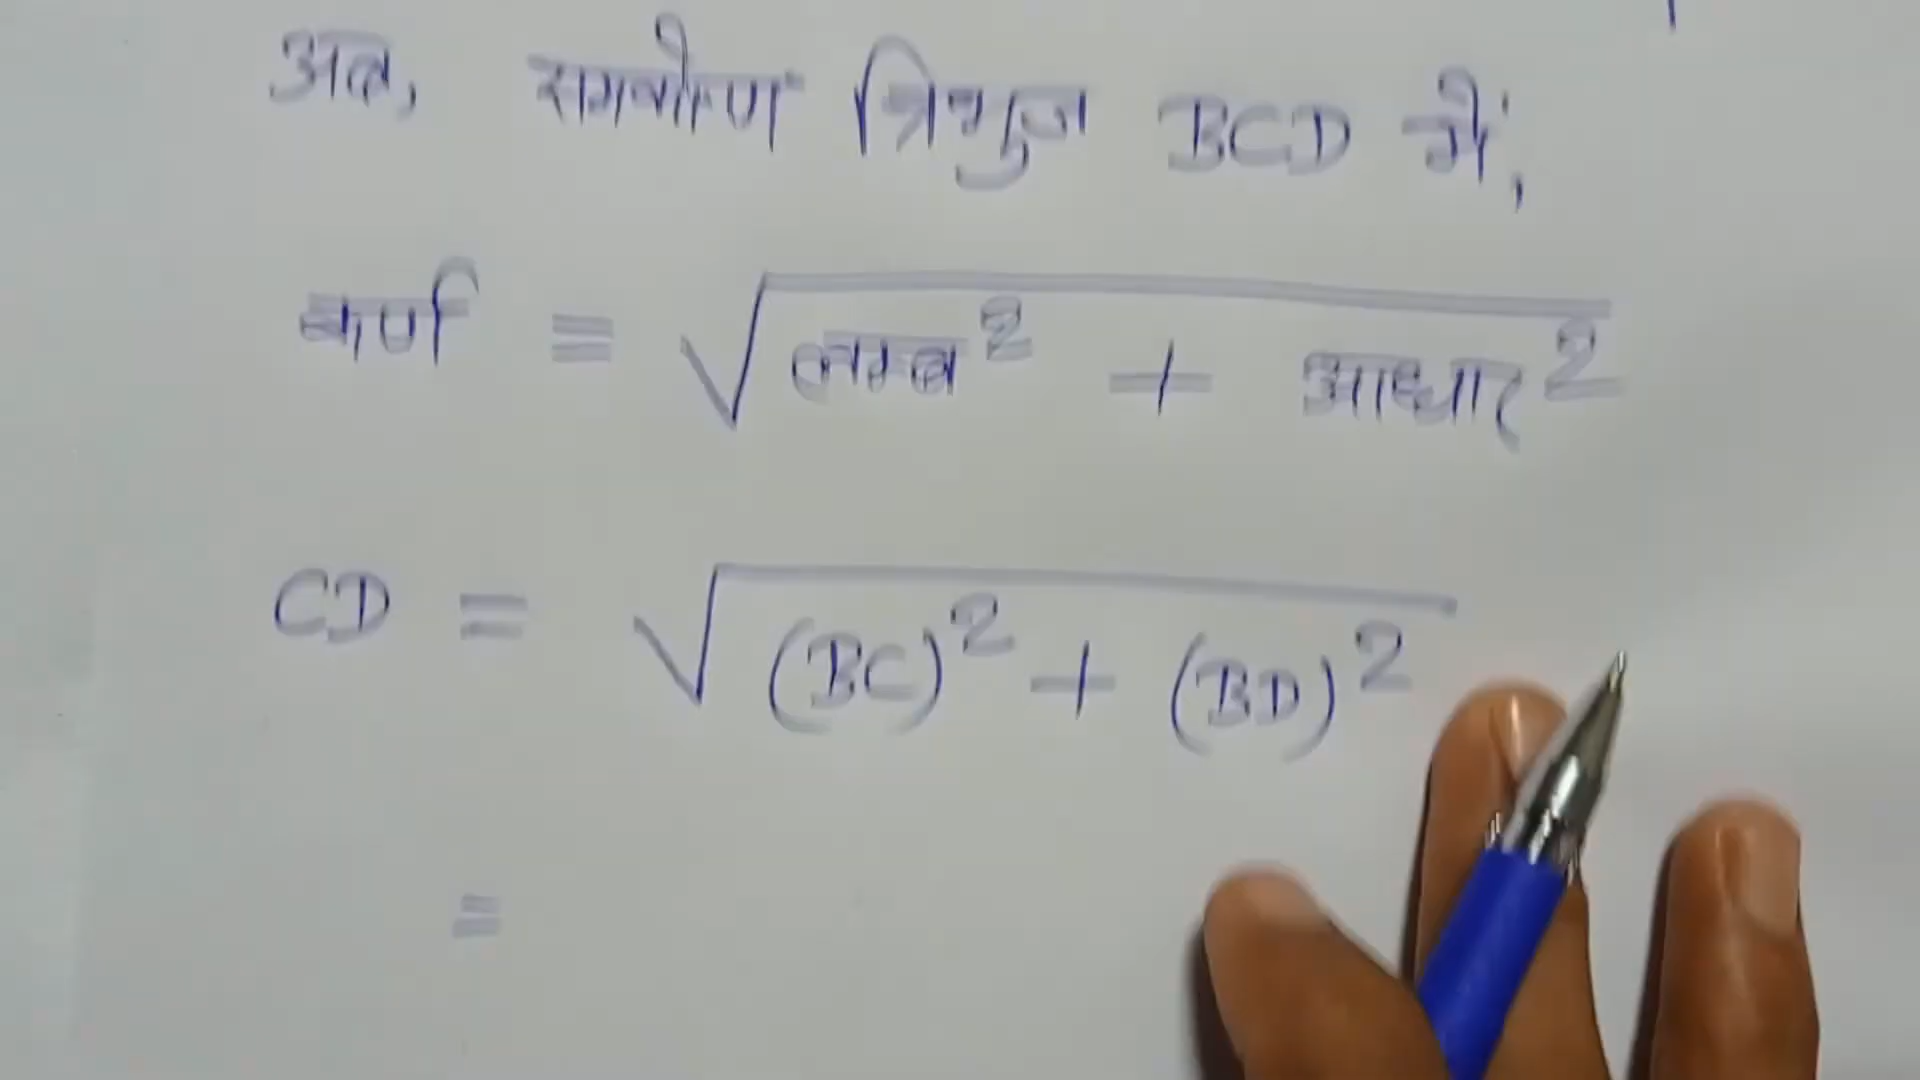 अब, समकोण त्रिभुज BCD में,
कर्ण = √(लम्ब² + आधार²)
CD = √((BC)² + (BD)²)
=